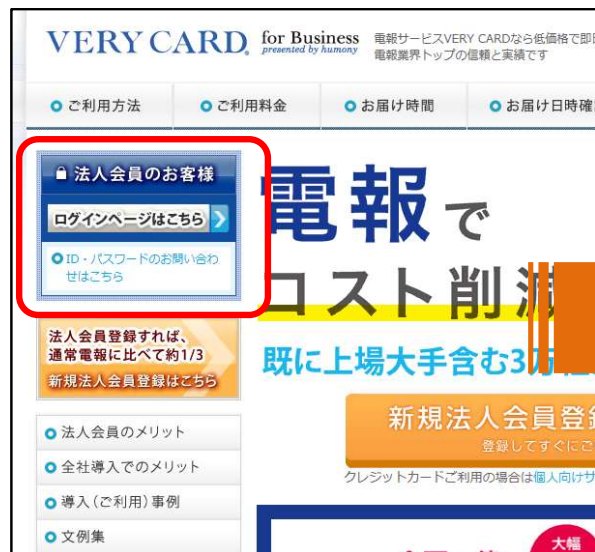 VERY CARD for Business
presented by humony
電報サービスVERY CARDなら低価格で即
電報業界トップの信頼と実績です
ご利用方法
ご利用料金
お届け時間
お届け日時確
法人会員のお客様
ログインページはこちら
ID・パスワードのお問い合わ
せはこちら
電報で
コスト削減
既に上場大手含む3万
法人会員登録すれば、
通常電報に比べて約1/3
新規法人会員登録はこちら
新規法人会員登
登録してすぐにご
クレジットカードご利用の場合は個人向けサ
法人会員のメリット
全社導入でのメリット
導入(ご利用)事例
文例集
大幅